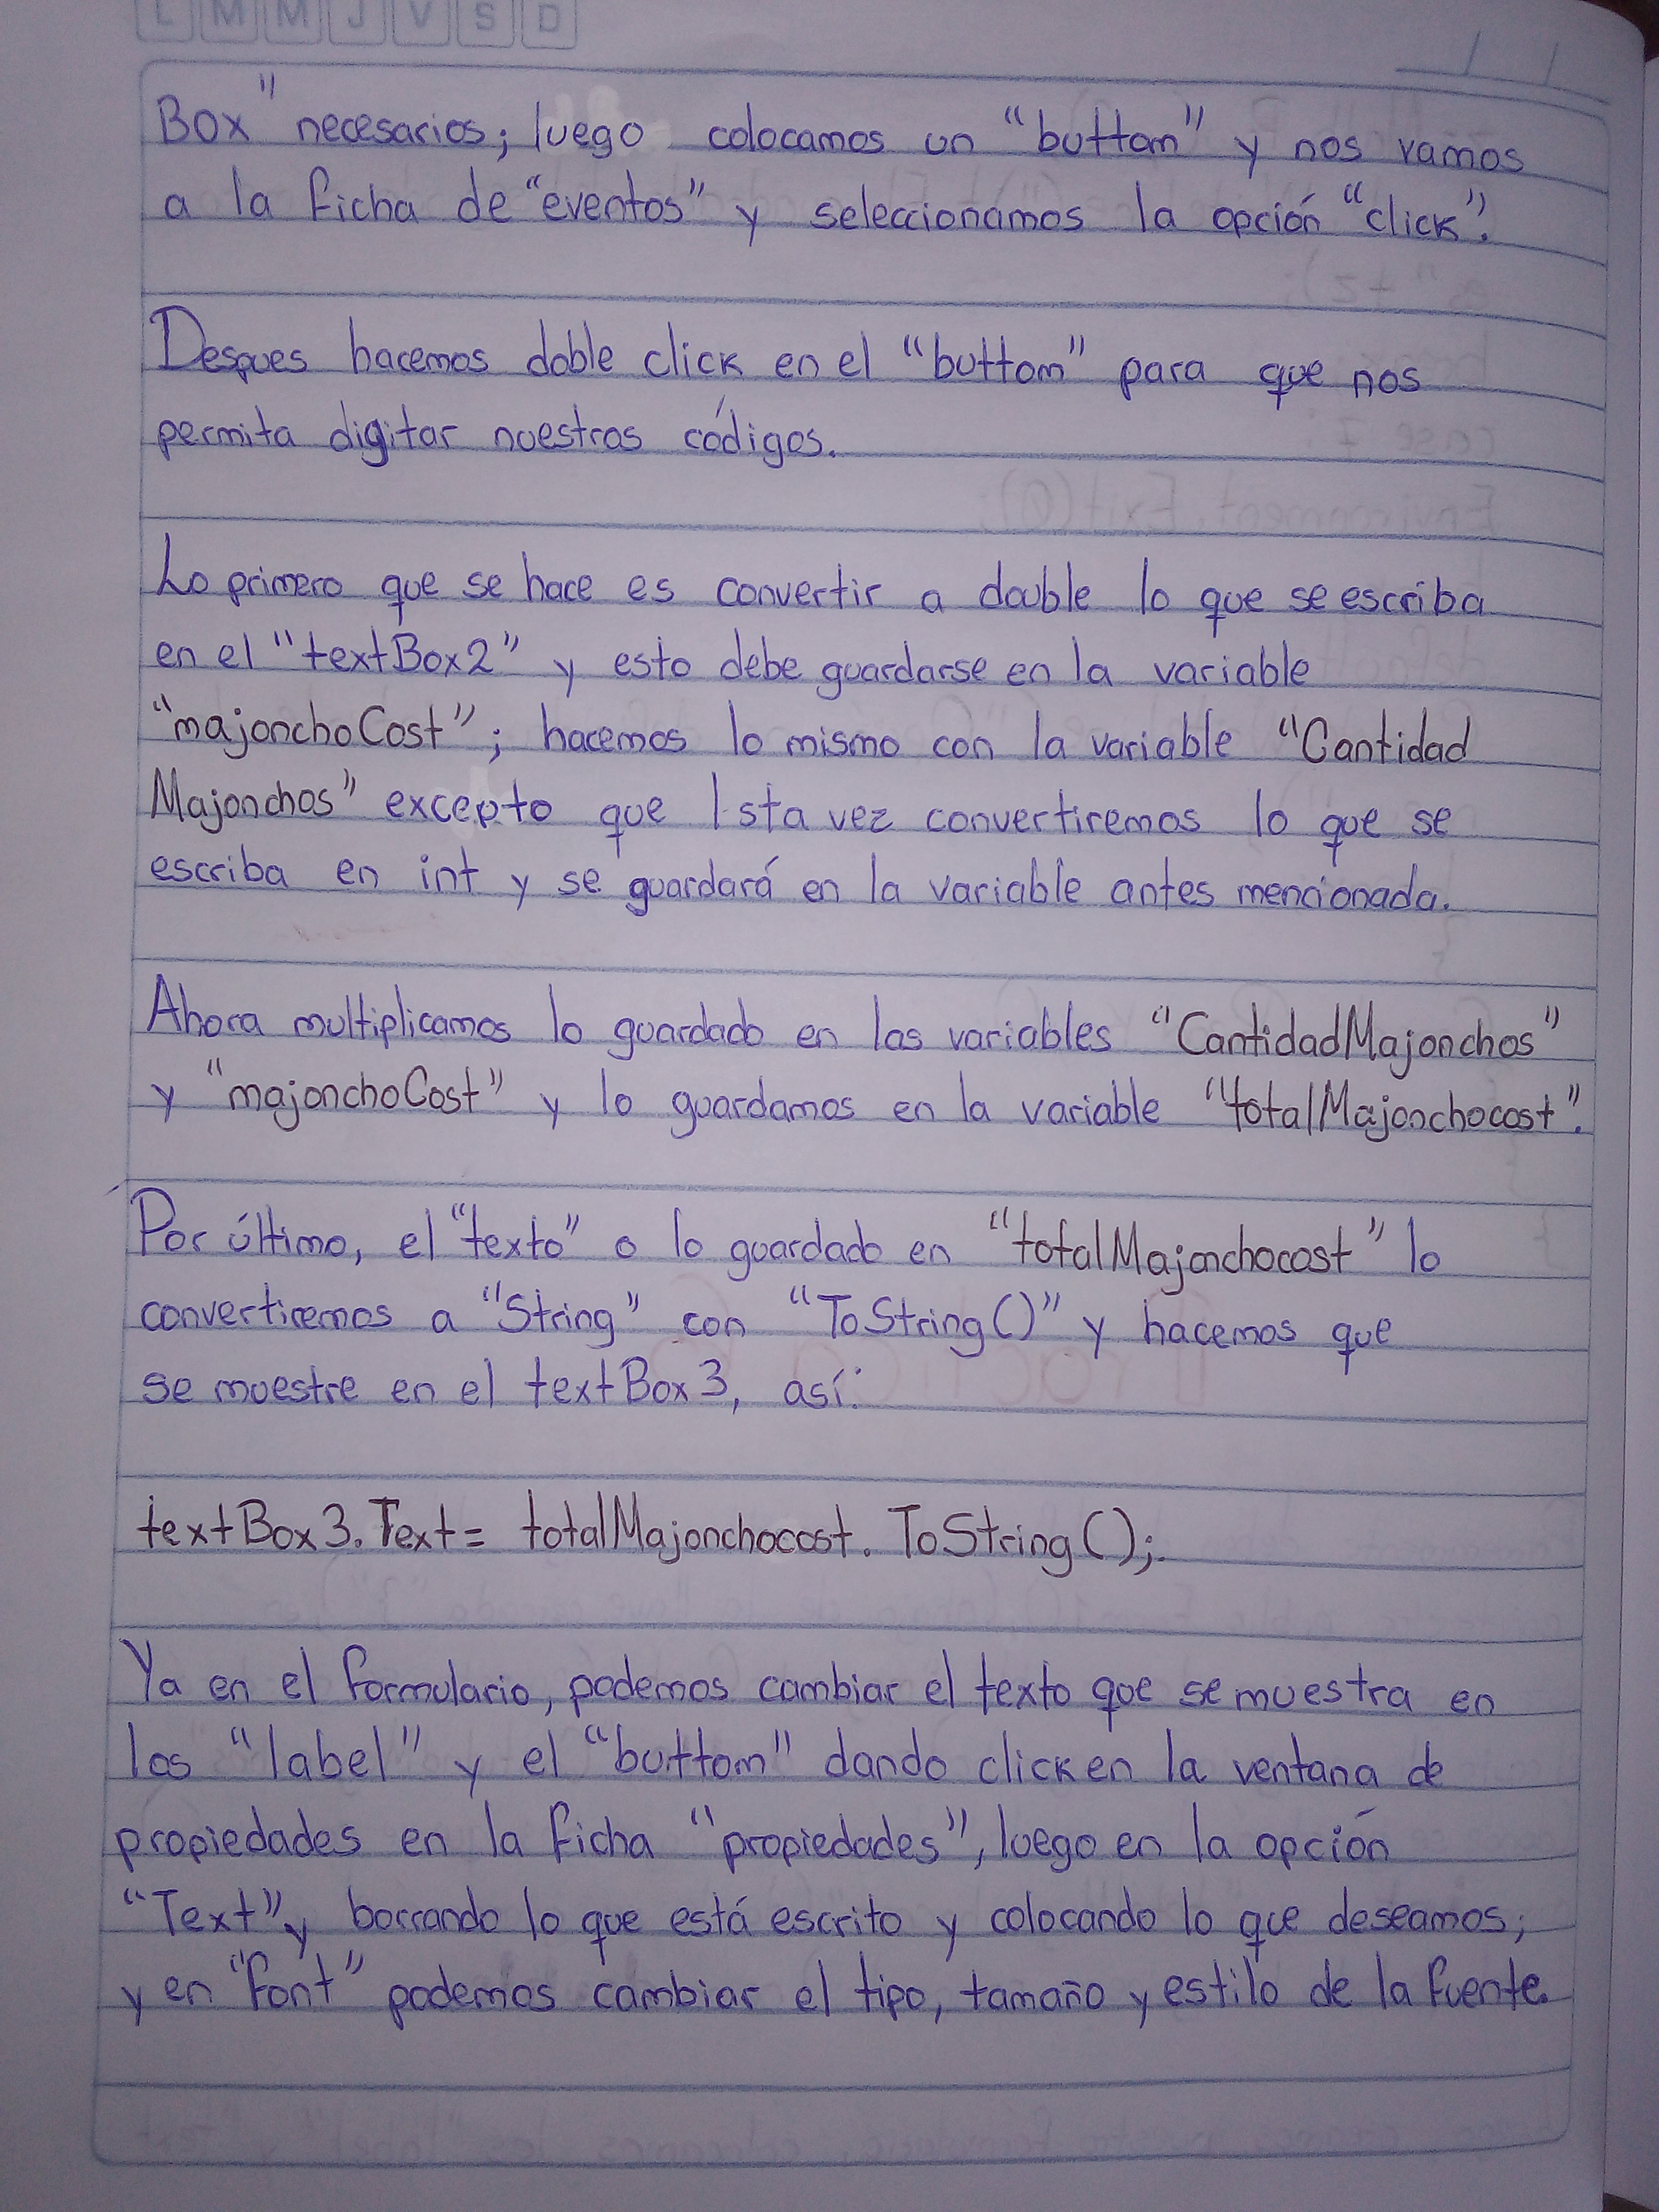 L M M J V S D
Box" necesarios; luego colocamos un "buttom" y nos vamos
a la ficha de "eventos" y seleccionamos la opción "click".
Despues hacemos doble click en el "buttom" para que nos
permita digitar nuestros códigos.
Lo primero que se hace es convertir a double lo que se escriba
en el "textBox2" y esto debe guardarse en la variable
"majonchoCost"; hacemos lo mismo con la variable "Cantidad
Majonchos" excepto que sta vez convertiremos lo que se
escriba en int y se guardará en la variable antes mencionada.
Ahora multiplicamos lo guardado en las variables "CantidadMajonchos"
y "majonchoCost" y lo guardamos en la variable "totalMajonchocost".
Por último, el "texto" o lo guardado en "totalMajonchocost" lo
convertiremos a "String" con "ToString()" y hacemos que
se muestre en el textBox3, así:
textBox3.Text= totalMajonchocost.ToString();
Ya en el formulario, podemos cambiar el texto que se muestra en
los "label" y el "buttom" dando click en la ventana de
propiedades en la ficha "propiedades", luego en la opción
"Text" y borrando lo que está escrito y colocando lo que deseamos;
y en "Font" podemos cambiar el tipo, tamaño y estilo de la fuente.